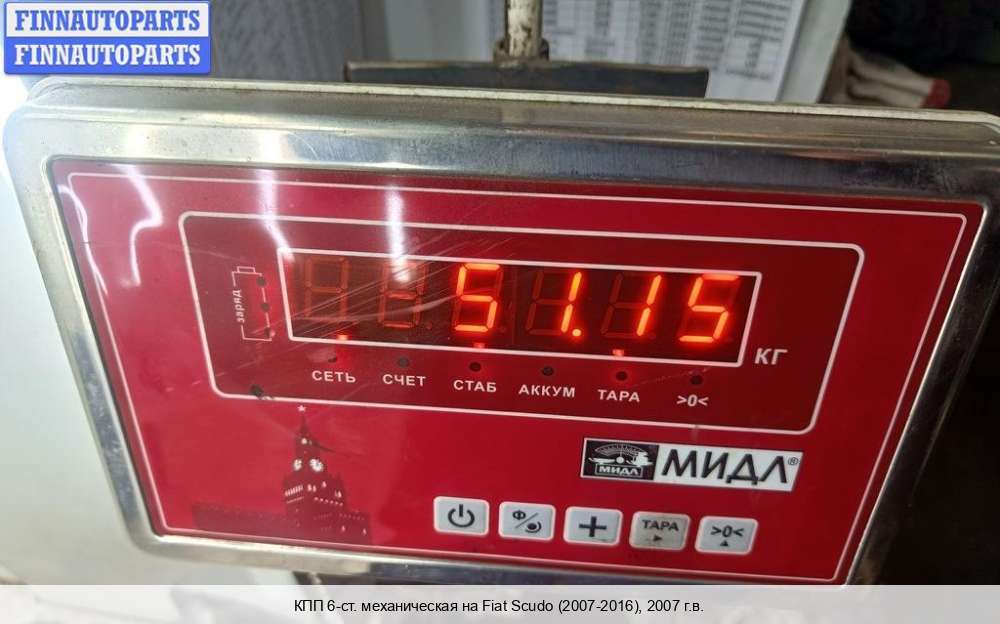 FINNAUTOPARTS
FINNAUTOPARTS
заряд
51.15
КГ
СЕТЬ СЧЕТ СТАБ АККУМ ТАРА >0<
МИДЛ МИДЛ®
Ф ТАРА >0<
КПП 6-ст. механическая на Fiat Scudo (2007-2016), 2007 г.в.